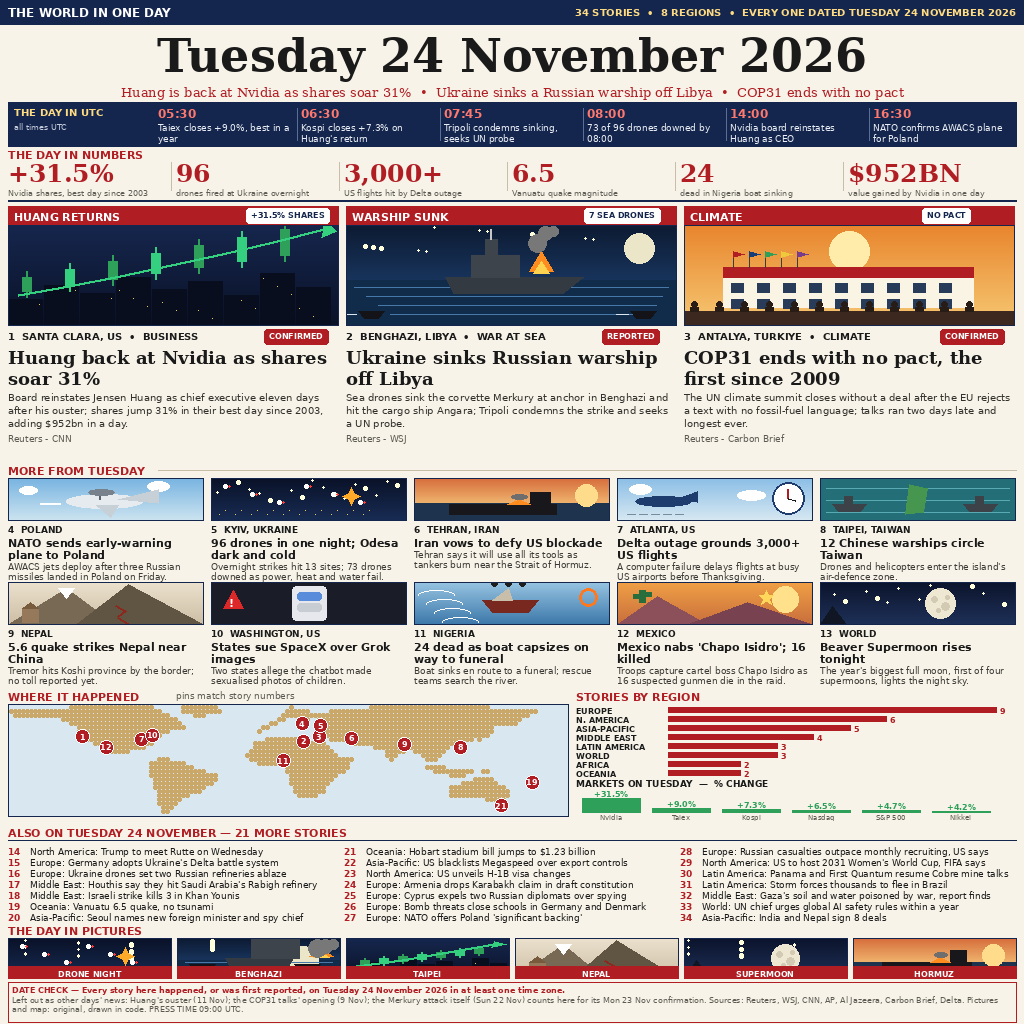 THE WORLD IN ONE DAY
34 STORIES • 8 REGIONS • EVERY ONE DATED TUESDAY 24 NOVEMBER 2026
Tuesday 24 November 2026
Huang is back at Nvidia as shares soar 31% • Ukraine sinks a Russian warship off Libya • COP31 ends with no pact
THE DAY IN UTC
all times UTC
05:30
Taiex closes +9.0%, best in a
year
06:30
Kospi closes +7.3% on
Huang's return
07:45
Tripoli condemns sinking,
seeks UN probe
08:00
73 of 96 drones downed by
08:00
14:00
Nvidia board reinstates
Huang as CEO
16:30
NATO confirms AWACS plane
for Poland
THE DAY IN NUMBERS
+31.5%
Nvidia shares, best day since 2003
96
drones fired at Ukraine overnight
3,000+
US flights hit by Delta outage
6.5
Vanuatu quake magnitude
24
dead in Nigeria boat sinking
$952BN
value gained by Nvidia in one day
HUANG RETURNS
+31.5% SHARES
WARSHIP SUNK
7 SEA DRONES
CLIMATE
NO PACT
1 SANTA CLARA, US • BUSINESS
CONFIRMED
Huang back at Nvidia as shares
soar 31%
Board reinstates Jensen Huang as chief executive eleven days
after his ouster; shares jump 31% in their best day since 2003,
adding $952bn in a day.
Reuters - CNN
2 BENGHAZI, LIBYA • WAR AT SEA
REPORTED
Ukraine sinks Russian warship
off Libya
Sea drones sink the corvette Merkury at anchor in Benghazi and
hit the cargo ship Angara; Tripoli condemns the strike and seeks
a UN probe.
Reuters - WSJ
3 ANTALYA, TURKIYE • CLIMATE
CONFIRMED
COP31 ends with no pact, the
first since 2009
The UN climate summit closes without a deal after the EU rejects
a text with no fossil-fuel language; talks ran two days late and
longest ever.
Reuters - Carbon Brief
MORE FROM TUESDAY
4 POLAND
NATO sends early-warning
plane to Poland
AWACS jets deploy after three Russian
missiles landed in Poland on Friday.
5 KYIV, UKRAINE
96 drones in one night; Odesa
dark and cold
Overnight strikes hit 13 sites; 73 drones
downed as power, heat and water fail.
6 TEHRAN, IRAN
Iran vows to defy US blockade
Tehran says it will use all its tools as
tankers burn near the Strait of Hormuz.
7 ATLANTA, US
Delta outage grounds 3,000+
US flights
A computer failure delays flights at busy
US airports before Thanksgiving.
8 TAIPEI, TAIWAN
12 Chinese warships circle
Taiwan
Drones and helicopters enter the island's
air-defence zone.
!
9 NEPAL
5.6 quake strikes Nepal near
China
Tremor hits Koshi province by the border;
no toll reported yet.
10 WASHINGTON, US
States sue SpaceX over Grok
images
Two states allege the chatbot made
sexualised photos of children.
11 NIGERIA
24 dead as boat capsizes on
way to funeral
Boat sinks en route to a funeral; rescue
teams search the river.
12 MEXICO
Mexico nabs 'Chapo Isidro'; 16
killed
Troops capture cartel boss Chapo Isidro as
16 suspected gunmen die in the raid.
13 WORLD
Beaver Supermoon rises
tonight
The year's biggest full moon, first of four
supermoons, lights the night sky.
WHERE IT HAPPENED
pins match story numbers
1
12
7
10
4
5
2
3
6
11
9
8
19
21
STORIES BY REGION
EUROPE 9
N. AMERICA 6
ASIA-PACIFIC 5
MIDDLE EAST 4
LATIN AMERICA 3
WORLD 3
AFRICA 2
OCEANIA 2
MARKETS ON TUESDAY — % CHANGE
+31.5% +9.0% +7.3% +6.5% +4.7% +4.2%
Nvidia Taiex Kospi Nasdaq S&P 500 Nikkei
ALSO ON TUESDAY 24 NOVEMBER — 21 MORE STORIES
14 North America: Trump to meet Rutte on Wednesday
15 Europe: Germany adopts Ukraine's Delta battle system
16 Europe: Ukraine drones set two Russian refineries ablaze
17 Middle East: Houthis say they hit Saudi Arabia's Rabigh refinery
18 Middle East: Israeli strike kills 3 in Khan Younis
19 Oceania: Vanuatu 6.5 quake, no tsunami
20 Asia-Pacific: Seoul names new foreign minister and spy chief
21 Oceania: Hobart stadium bill jumps to $1.23 billion
22 Asia-Pacific: US blacklists Megaspeed over export controls
23 North America: US unveils H-1B visa changes
24 Europe: Armenia drops Karabakh claim in draft constitution
25 Europe: Cyprus expels two Russian diplomats over spying
26 Europe: Bomb threats close schools in Germany and Denmark
27 Europe: NATO offers Poland 'significant backing'
28 Europe: Russian casualties outpace monthly recruiting, US says
29 North America: US to host 2031 Women's World Cup, FIFA says
30 Latin America: Panama and First Quantum resume Cobre mine talks
31 Latin America: Storm forces thousands to flee in Brazil
32 Middle East: Gaza's soil and water poisoned by war, report finds
33 World: UN chief urges global AI safety rules within a year
34 Asia-Pacific: India and Nepal sign 8 deals
THE DAY IN PICTURES
DRONE NIGHT
BENGHAZI
TAIPEI
NEPAL
SUPERMOON
HORMUZ
DATE CHECK — Every story here happened, or was first reported, on Tuesday 24 November 2026 in at least one time zone.
Left out as other days' news: Huang's ouster (11 Nov); the COP31 talks' opening (9 Nov); the Merkury attack itself (Sun 22 Nov) counts here for its Mon 23 Nov confirmation. Sources: Reuters, WSJ, CNN, AP, Al Jazeera, Carbon Brief, Delta. Pictures
and map: original, drawn in code. PRESS TIME 09:00 UTC.